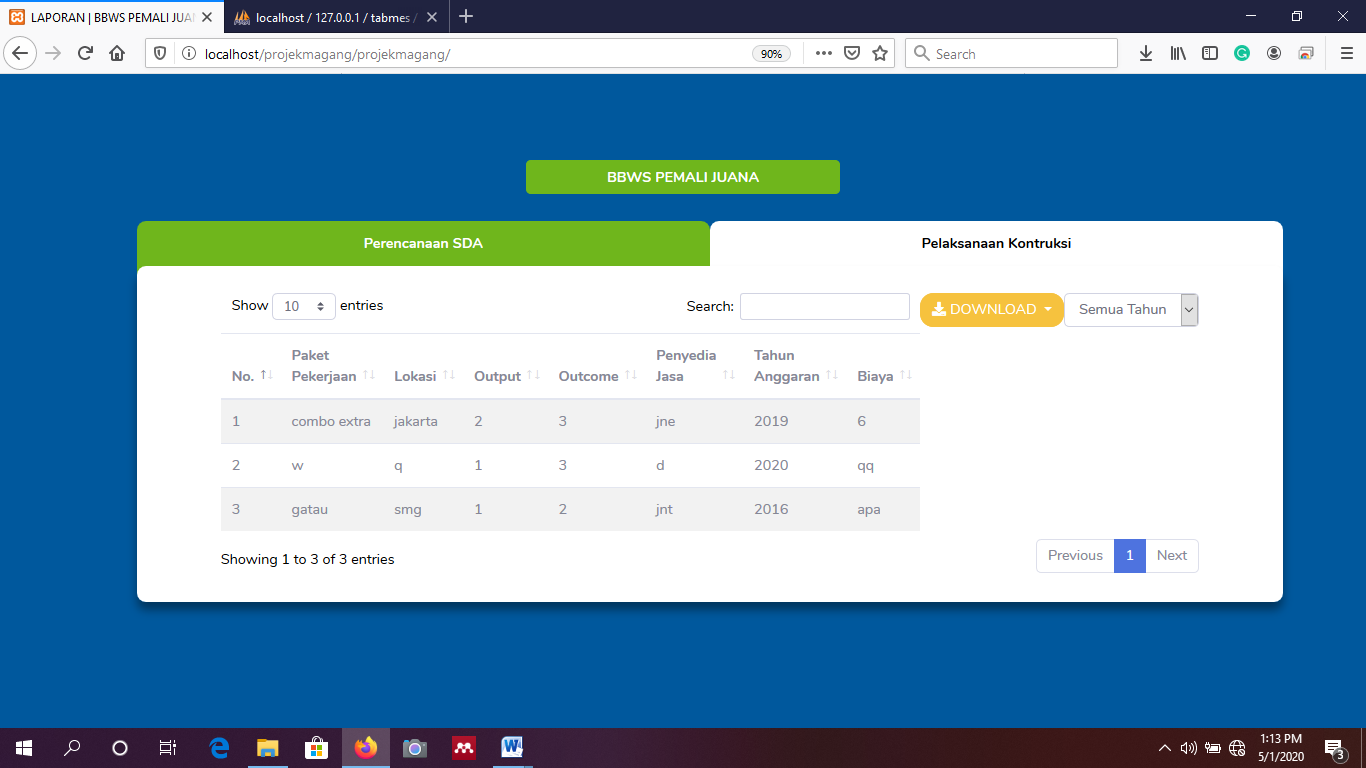 LAPORAN | BBWS PEMALI JUA
localhost / 127.0.0.1 / tabmes /
localhost/projekmagang/projekmagang/
90%
Search
BBWS PEMALI JUANA
Perencanaan SDA
Pelaksanaan Kontruksi
Show 10 entries
Search:
DOWNLOAD
Semua Tahun
No. Paket Pekerjaan Lokasi Output Outcome Penyedia Jasa Tahun Anggaran Biaya
1 combo extra jakarta 2 3 jne 2019 6
2 w q 1 3 d 2020 qq
3 gatau smg 1 2 jnt 2016 apa
Showing 1 to 3 of 3 entries
Previous 1 Next
1:13 PM
5/1/2020
3